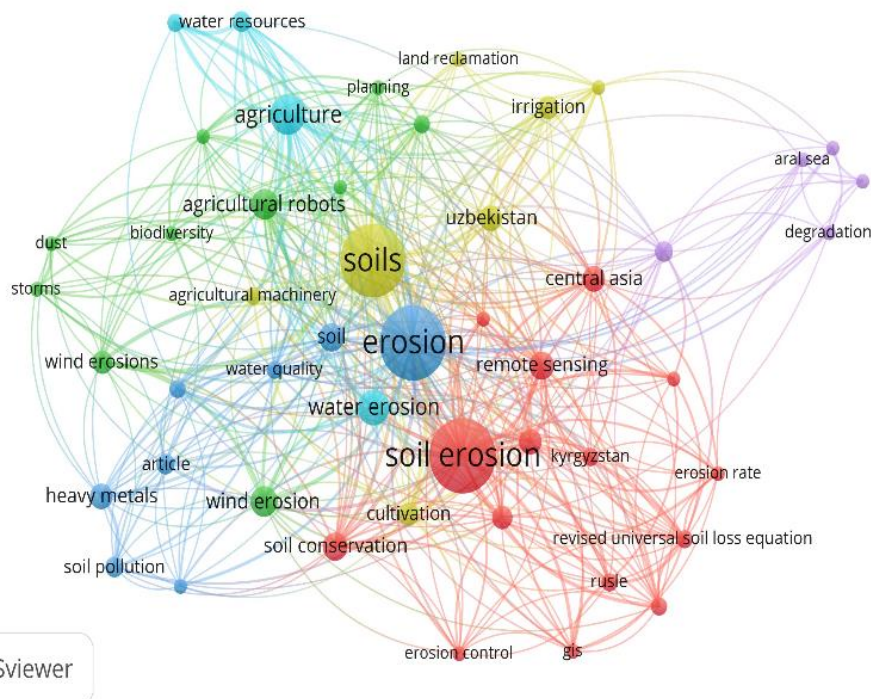 water resources
land reclamation
planning
irrigation
agriculture
aral sea
agricultural robots
uzbekistan
biodiversity
degradation
dust
soils
central asia
storms
agricultural machinery
soil
erosion
wind erosions
water quality
remote sensing
water erosion
soil erosion
kyrgyzstan
article
erosion rate
heavy metals
wind erosion
cultivation
soil conservation
revised universal soil loss equation
soil pollution
rusle
erosion control
gis
Sviewer